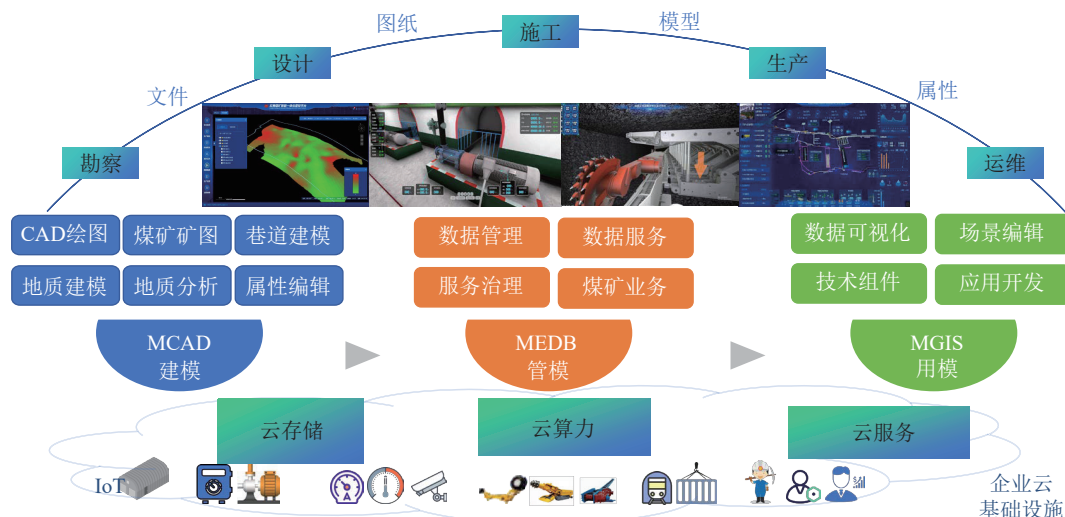 图纸
施工
模型
设计
生产
文件
属性
勘察
运维
CAD绘图
煤矿矿图
巷道建模
数据管理
数据服务
数据可视化
场景编辑
地质建模
地质分析
属性编辑
服务治理
煤矿业务
技术组件
应用开发
MCAD
建模
MEDB
管模
MGIS
用模
云存储
云算力
云服务
IoT
A
企业云
基础设施